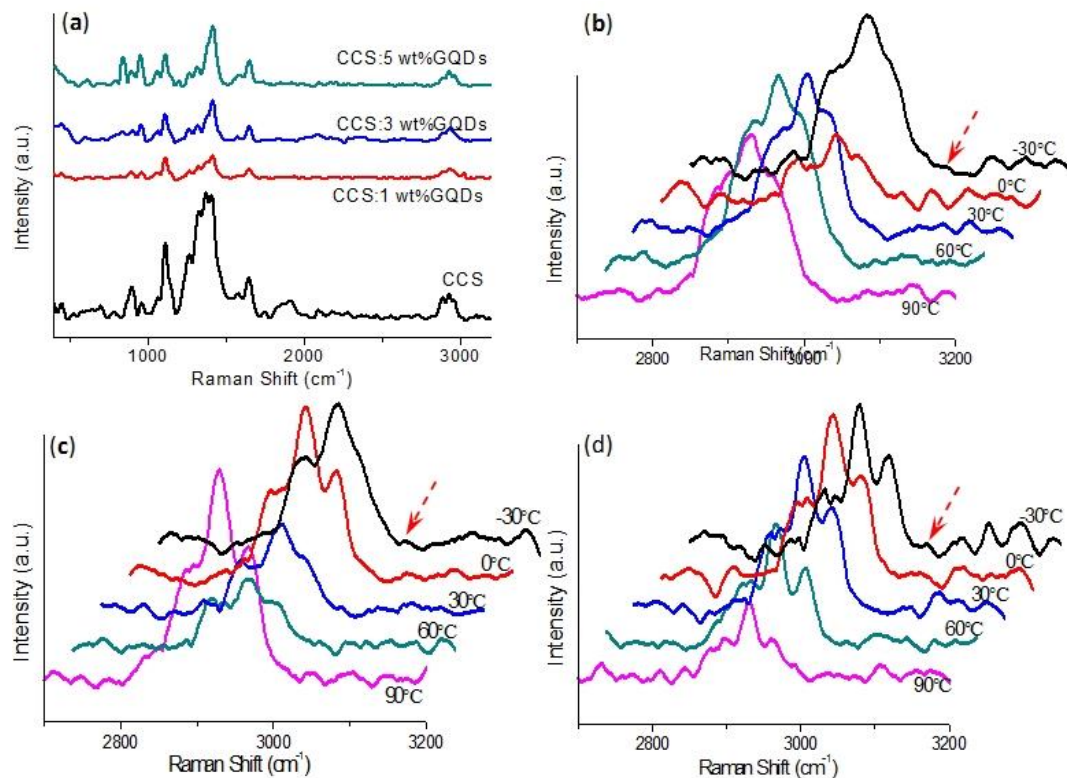 (a)
CCS:5 wt%GQDs
CCS:3 wt%GQDs
CCS:1 wt%GQDs
CCS
Intensity (a.u.)
1000 2000 3000
Raman Shift (cm⁻¹)
(b)
-30°C
0°C
30°C
60°C
90°C
Intensity (a.u.)
2800 3000 3200
Raman Shift (cm⁻¹)
(c)
-30°C
0°C
30°C
60°C
90°C
Intensity (a.u.)
2800 3000 3200
Raman Shift (cm⁻¹)
(d)
-30°C
0°C
30°C
60°C
90°C
Intensity (a.u.)
2800 3000 3200
Raman Shift (cm⁻¹)